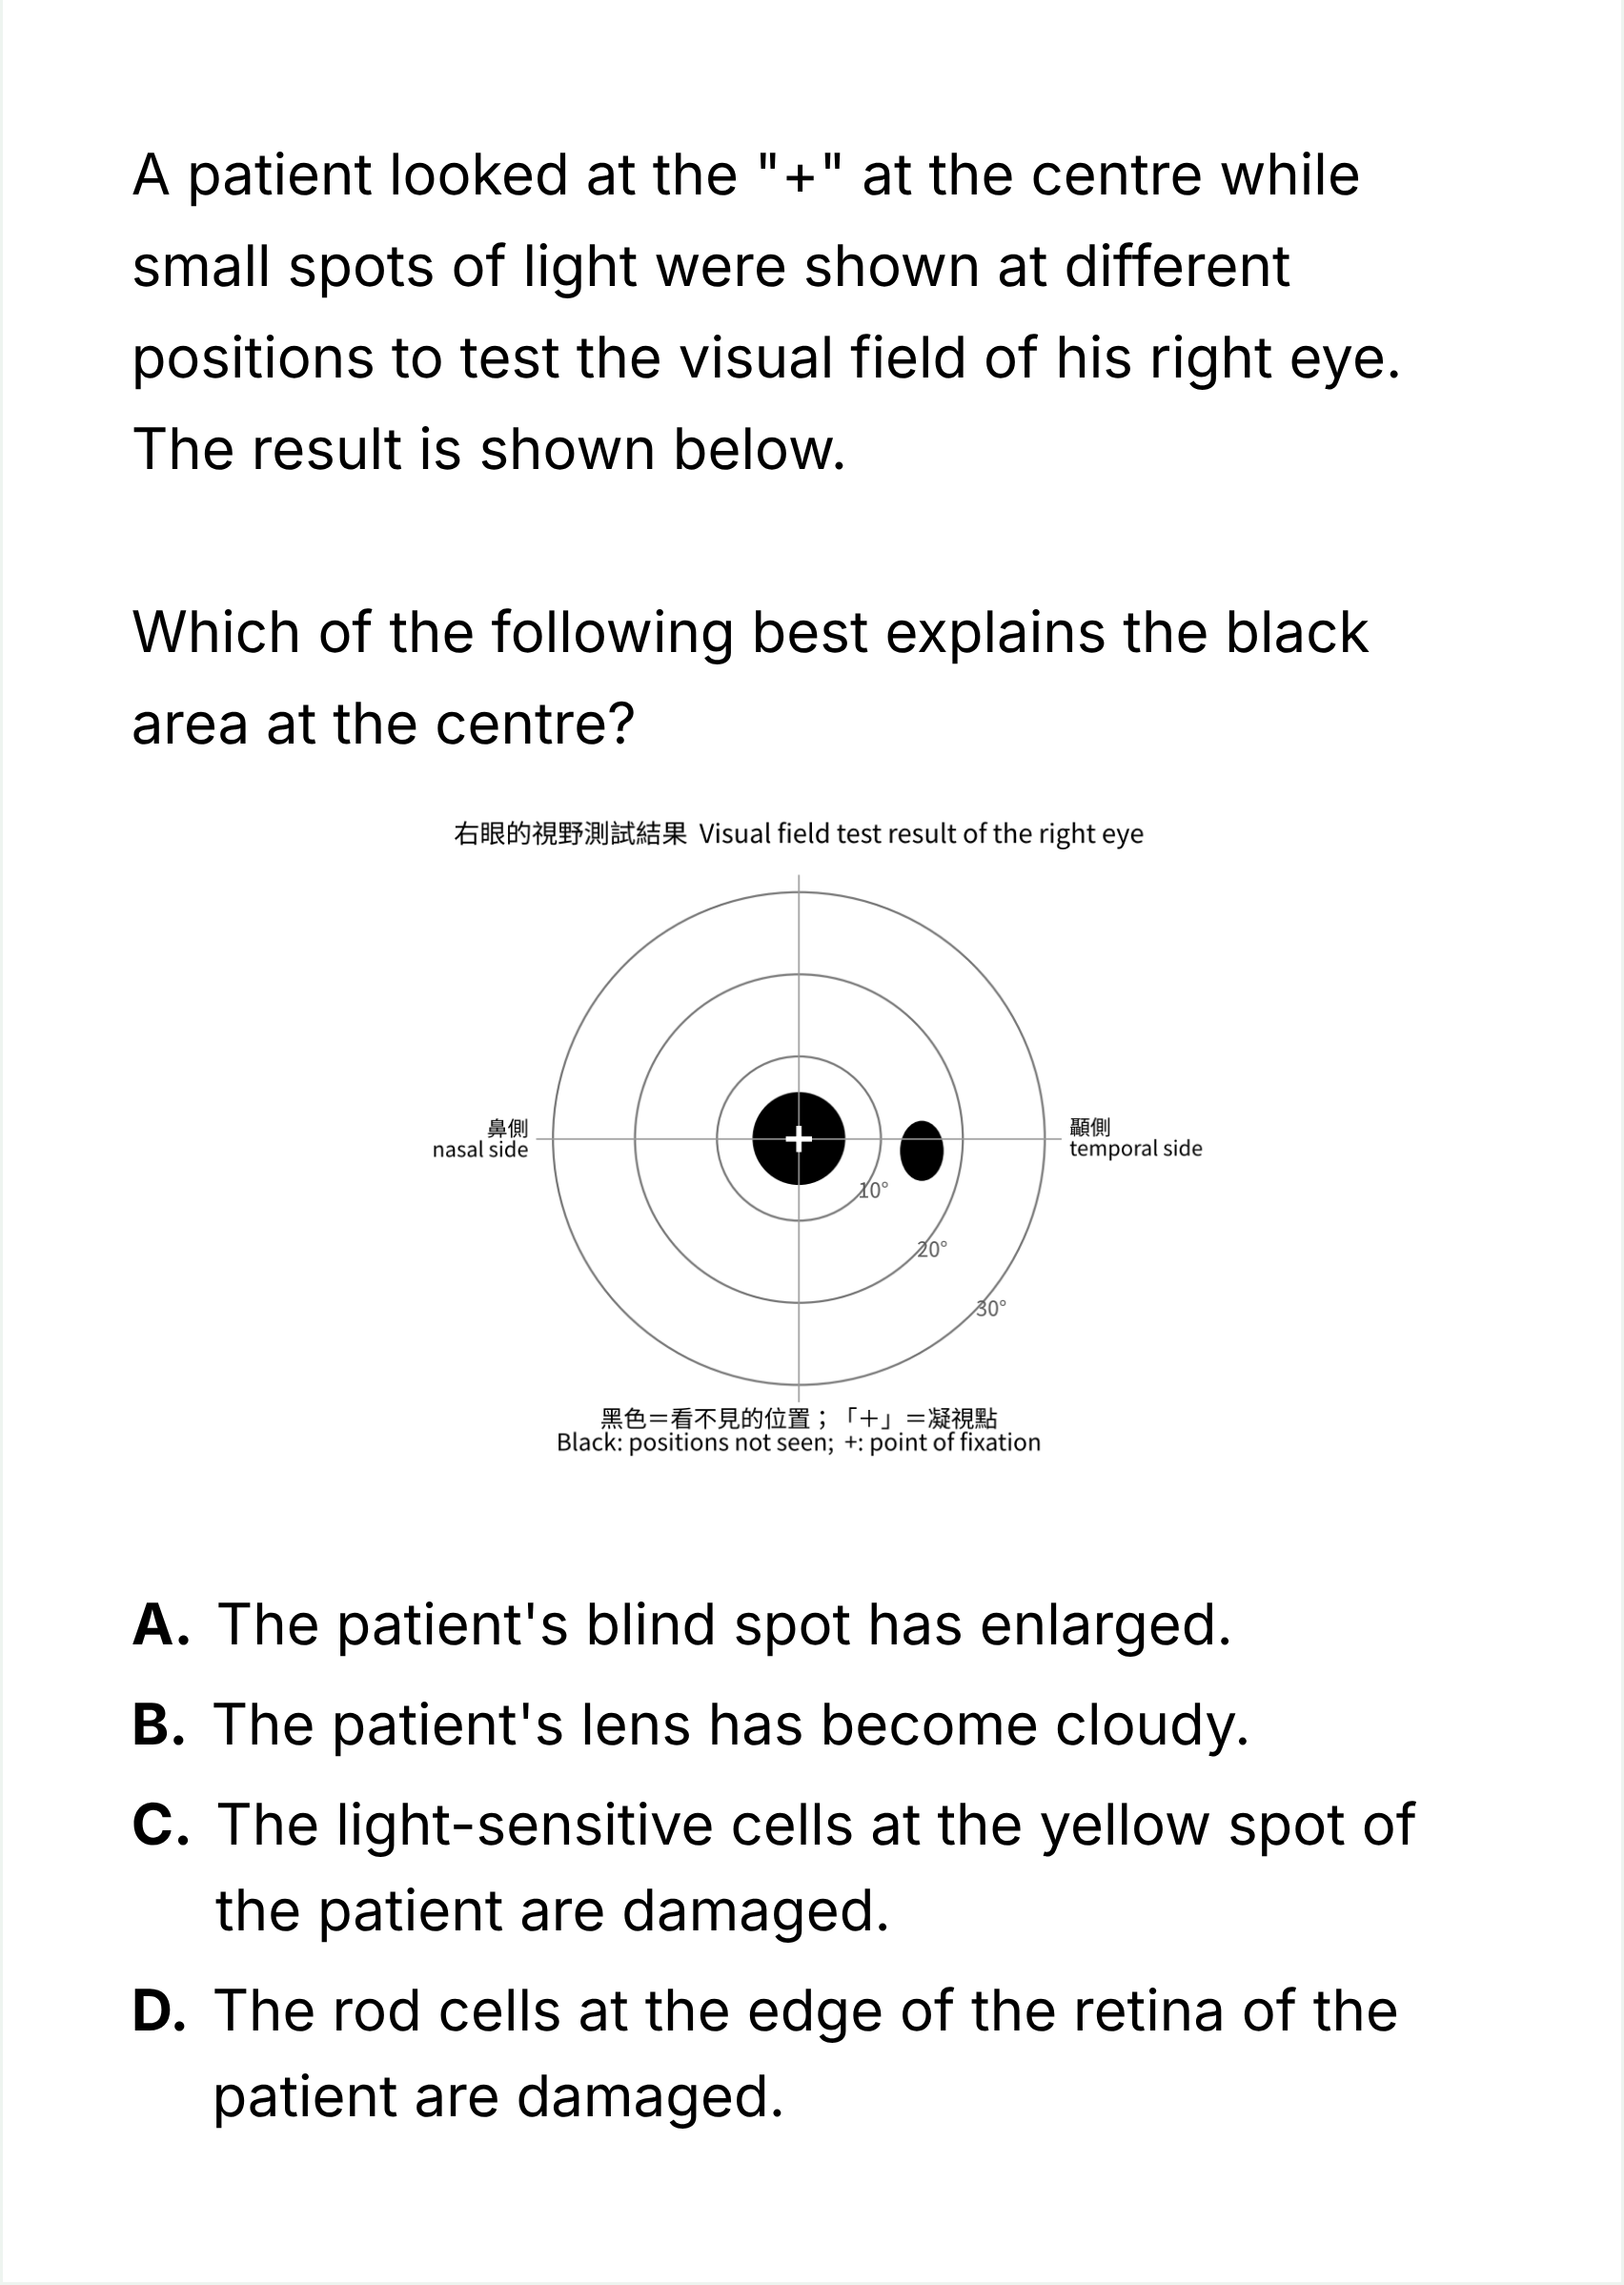 A patient looked at the "+" at the centre while
small spots of light were shown at different
positions to test the visual field of his right eye.
The result is shown below.
Which of the following best explains the black
area at the centre?
右眼的視野測試結果 Visual field test result of the right eye
鼻側
nasal side
顳側
temporal side
10°
20°
30°
黑色＝看不見的位置；「＋」＝凝視點
Black: positions not seen; +: point of fixation
A. The patient's blind spot has enlarged.
B. The patient's lens has become cloudy.
C. The light-sensitive cells at the yellow spot of
the patient are damaged.
D. The rod cells at the edge of the retina of the
patient are damaged.